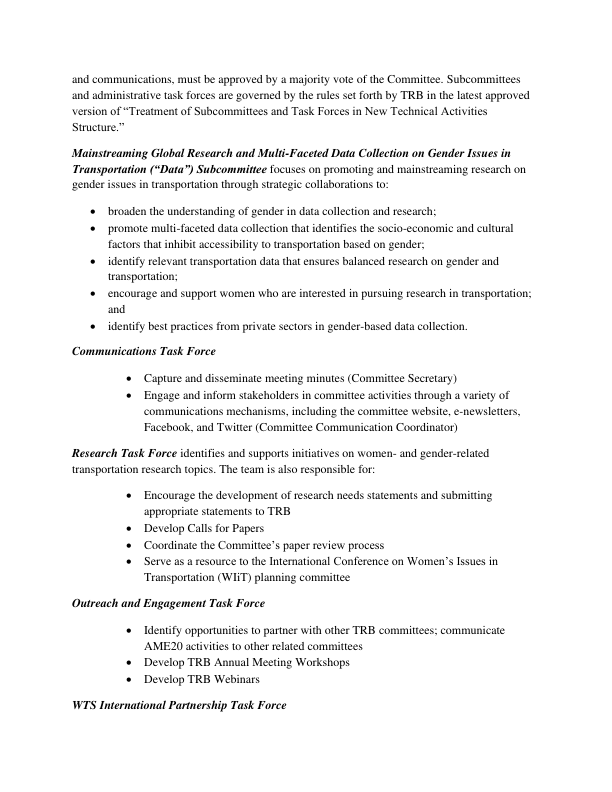 and communications, must be approved by a majority vote of the Committee. Subcommittees
and administrative task forces are governed by the rules set forth by TRB in the latest approved
version of “Treatment of Subcommittees and Task Forces in New Technical Activities
Structure.”
Mainstreaming Global Research and Multi-Faceted Data Collection on Gender Issues in
Transportation (“Data”) Subcommittee focuses on promoting and mainstreaming research on
gender issues in transportation through strategic collaborations to:
• broaden the understanding of gender in data collection and research;
• promote multi-faceted data collection that identifies the socio-economic and cultural
factors that inhibit accessibility to transportation based on gender;
• identify relevant transportation data that ensures balanced research on gender and
transportation;
• encourage and support women who are interested in pursuing research in transportation;
and
• identify best practices from private sectors in gender-based data collection.
Communications Task Force
• Capture and disseminate meeting minutes (Committee Secretary)
• Engage and inform stakeholders in committee activities through a variety of
communications mechanisms, including the committee website, e-newsletters,
Facebook, and Twitter (Committee Communication Coordinator)
Research Task Force identifies and supports initiatives on women- and gender-related
transportation research topics. The team is also responsible for:
• Encourage the development of research needs statements and submitting
appropriate statements to TRB
• Develop Calls for Papers
• Coordinate the Committee’s paper review process
• Serve as a resource to the International Conference on Women’s Issues in
Transportation (WIiT) planning committee
Outreach and Engagement Task Force
• Identify opportunities to partner with other TRB committees; communicate
AME20 activities to other related committees
• Develop TRB Annual Meeting Workshops
• Develop TRB Webinars
WTS International Partnership Task Force